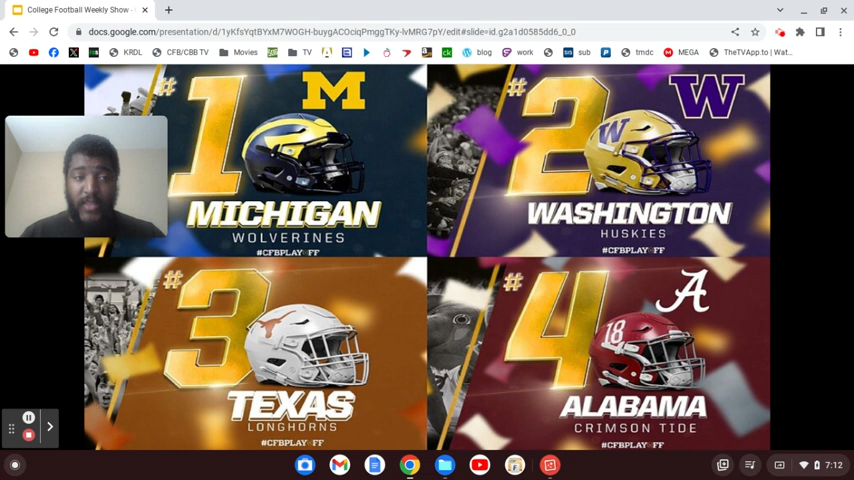 College Football Weekly Show -
docs.google.com/presentation/d/1yKfsYqtBYxM7WOGH-buygACOciqPmggTKy-lvMRG7pY/edit#slide=id.g2a1d0585dd6_0_0
KRDL
CFB/CBB TV
Movies
TV
blog
work
sub
tmdc
MEGA
TheTVApp.to | Wat...
#1
M
MICHIGAN
WOLVERINES
#CFBPLAYOFF
#2
W
W
WASHINGTON
HUSKIES
#CFBPLAYOFF
#3
TEXAS
LONGHORNS
#CFBPLAYOFF
#4
A
18
ALABAMA
CRIMSON TIDE
#CFBPLAYOFF
7:12